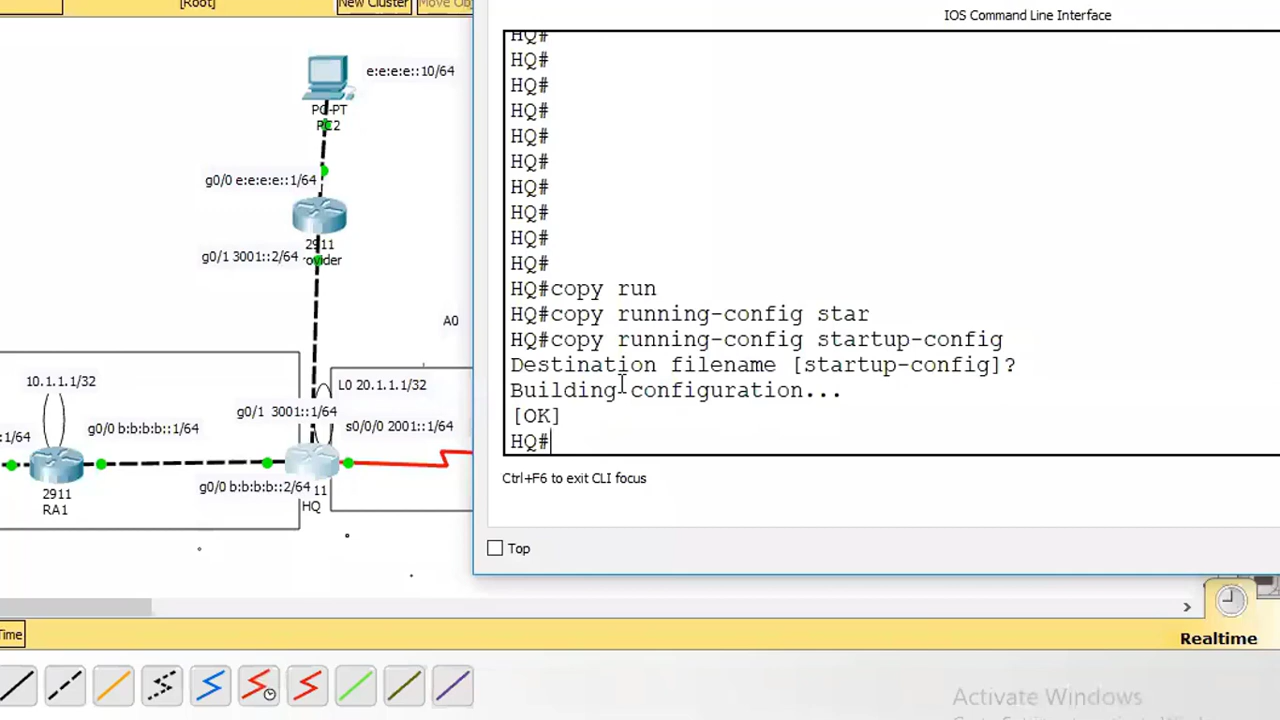 [Root]
New Cluster
Move Obj
IOS Command Line Interface
HQ#
HQ#
HQ#
HQ#
HQ#
HQ#
HQ#
HQ#
HQ#
HQ#
HQ#copy run
HQ#copy running-config star
HQ#copy running-config startup-config
Destination filename [startup-config]?
Building configuration...
[OK]
HQ#
Ctrl+F6 to exit CLI focus
Top
e:e:e:e::10/64
PC-PT
PC2
g0/0 e:e:e:e::1/64
2911
g0/1 3001::2/64
ovider
A0
10.1.1.1/32
L0 20.1.1.1/32
g0/1 3001::1/64
:1/64
g0/0 b:b:b:b::1/64
s0/0/0 2001::1/64
2911
RA1
g0/0 b:b:b:b::2/64
11
HQ
Time
Realtime
Activate Windows